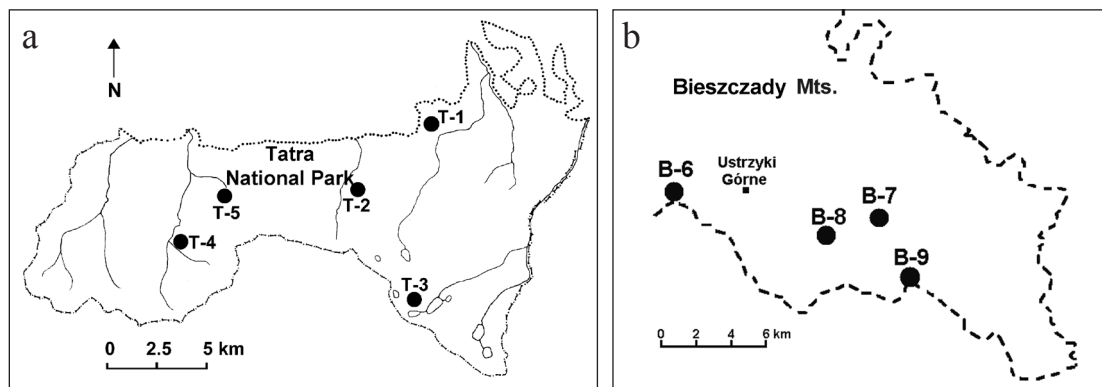 a
N
T-1
Tatra
National Park
T-2
T-5
T-4
T-3
0 2.5 5 km
b
Bieszczady Mts.
B-6
Ustrzyki
Górne
B-7
B-8
B-9
0 2 4 6 km